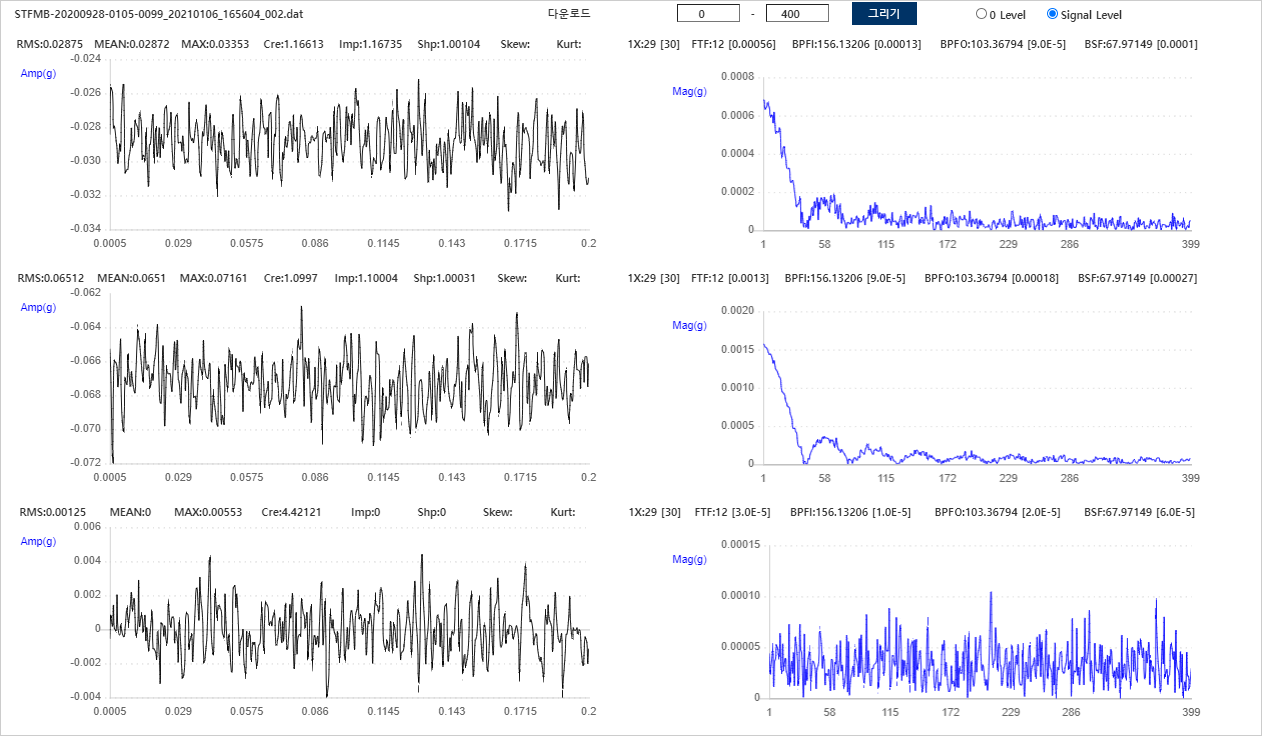 STFMB-20200928-0105-0099_20210106_165604_002.dat 다운로드 0 - 400 그리기 0 Level Signal Level
RMS:0.02875 MEAN:0.02872 MAX:0.03353 Cre:1.16613 Imp:1.16735 Shp:1.00104 Skew: Kurt:
Amp(g)
-0.024
-0.026
-0.028
-0.030
-0.032
-0.034
0.0005 0.029 0.0575 0.086 0.1145 0.143 0.1715 0.2
1X:29 [30] FTF:12 [0.00056] BPFI:156.13206 [0.00013] BPFO:103.36794 [9.0E-5] BSF:67.97149 [0.0001]
Mag(g)
0.0008
0.0006
0.0004
0.0002
0
1 58 115 172 229 286 399
RMS:0.06512 MEAN:0.0651 MAX:0.07161 Cre:1.0997 Imp:1.10004 Shp:1.00031 Skew: Kurt:
Amp(g)
-0.062
-0.064
-0.066
-0.068
-0.070
-0.072
0.0005 0.029 0.0575 0.086 0.1145 0.143 0.1715 0.2
1X:29 [30] FTF:12 [0.0013] BPFI:156.13206 [9.0E-5] BPFO:103.36794 [0.00018] BSF:67.97149 [0.00027]
Mag(g)
0.0020
0.0015
0.0010
0.0005
0
1 58 115 172 229 286 399
RMS:0.00125 MEAN:0 MAX:0.00553 Cre:4.42121 Imp:0 Shp:0 Skew: Kurt:
Amp(g)
0.006
0.004
0.002
0
-0.002
-0.004
0.0005 0.029 0.0575 0.086 0.1145 0.143 0.1715 0.2
1X:29 [30] FTF:12 [3.0E-5] BPFI:156.13206 [1.0E-5] BPFO:103.36794 [2.0E-5] BSF:67.97149 [6.0E-5]
Mag(g)
0.00015
0.00010
0.00005
0
1 58 115 172 229 286 399